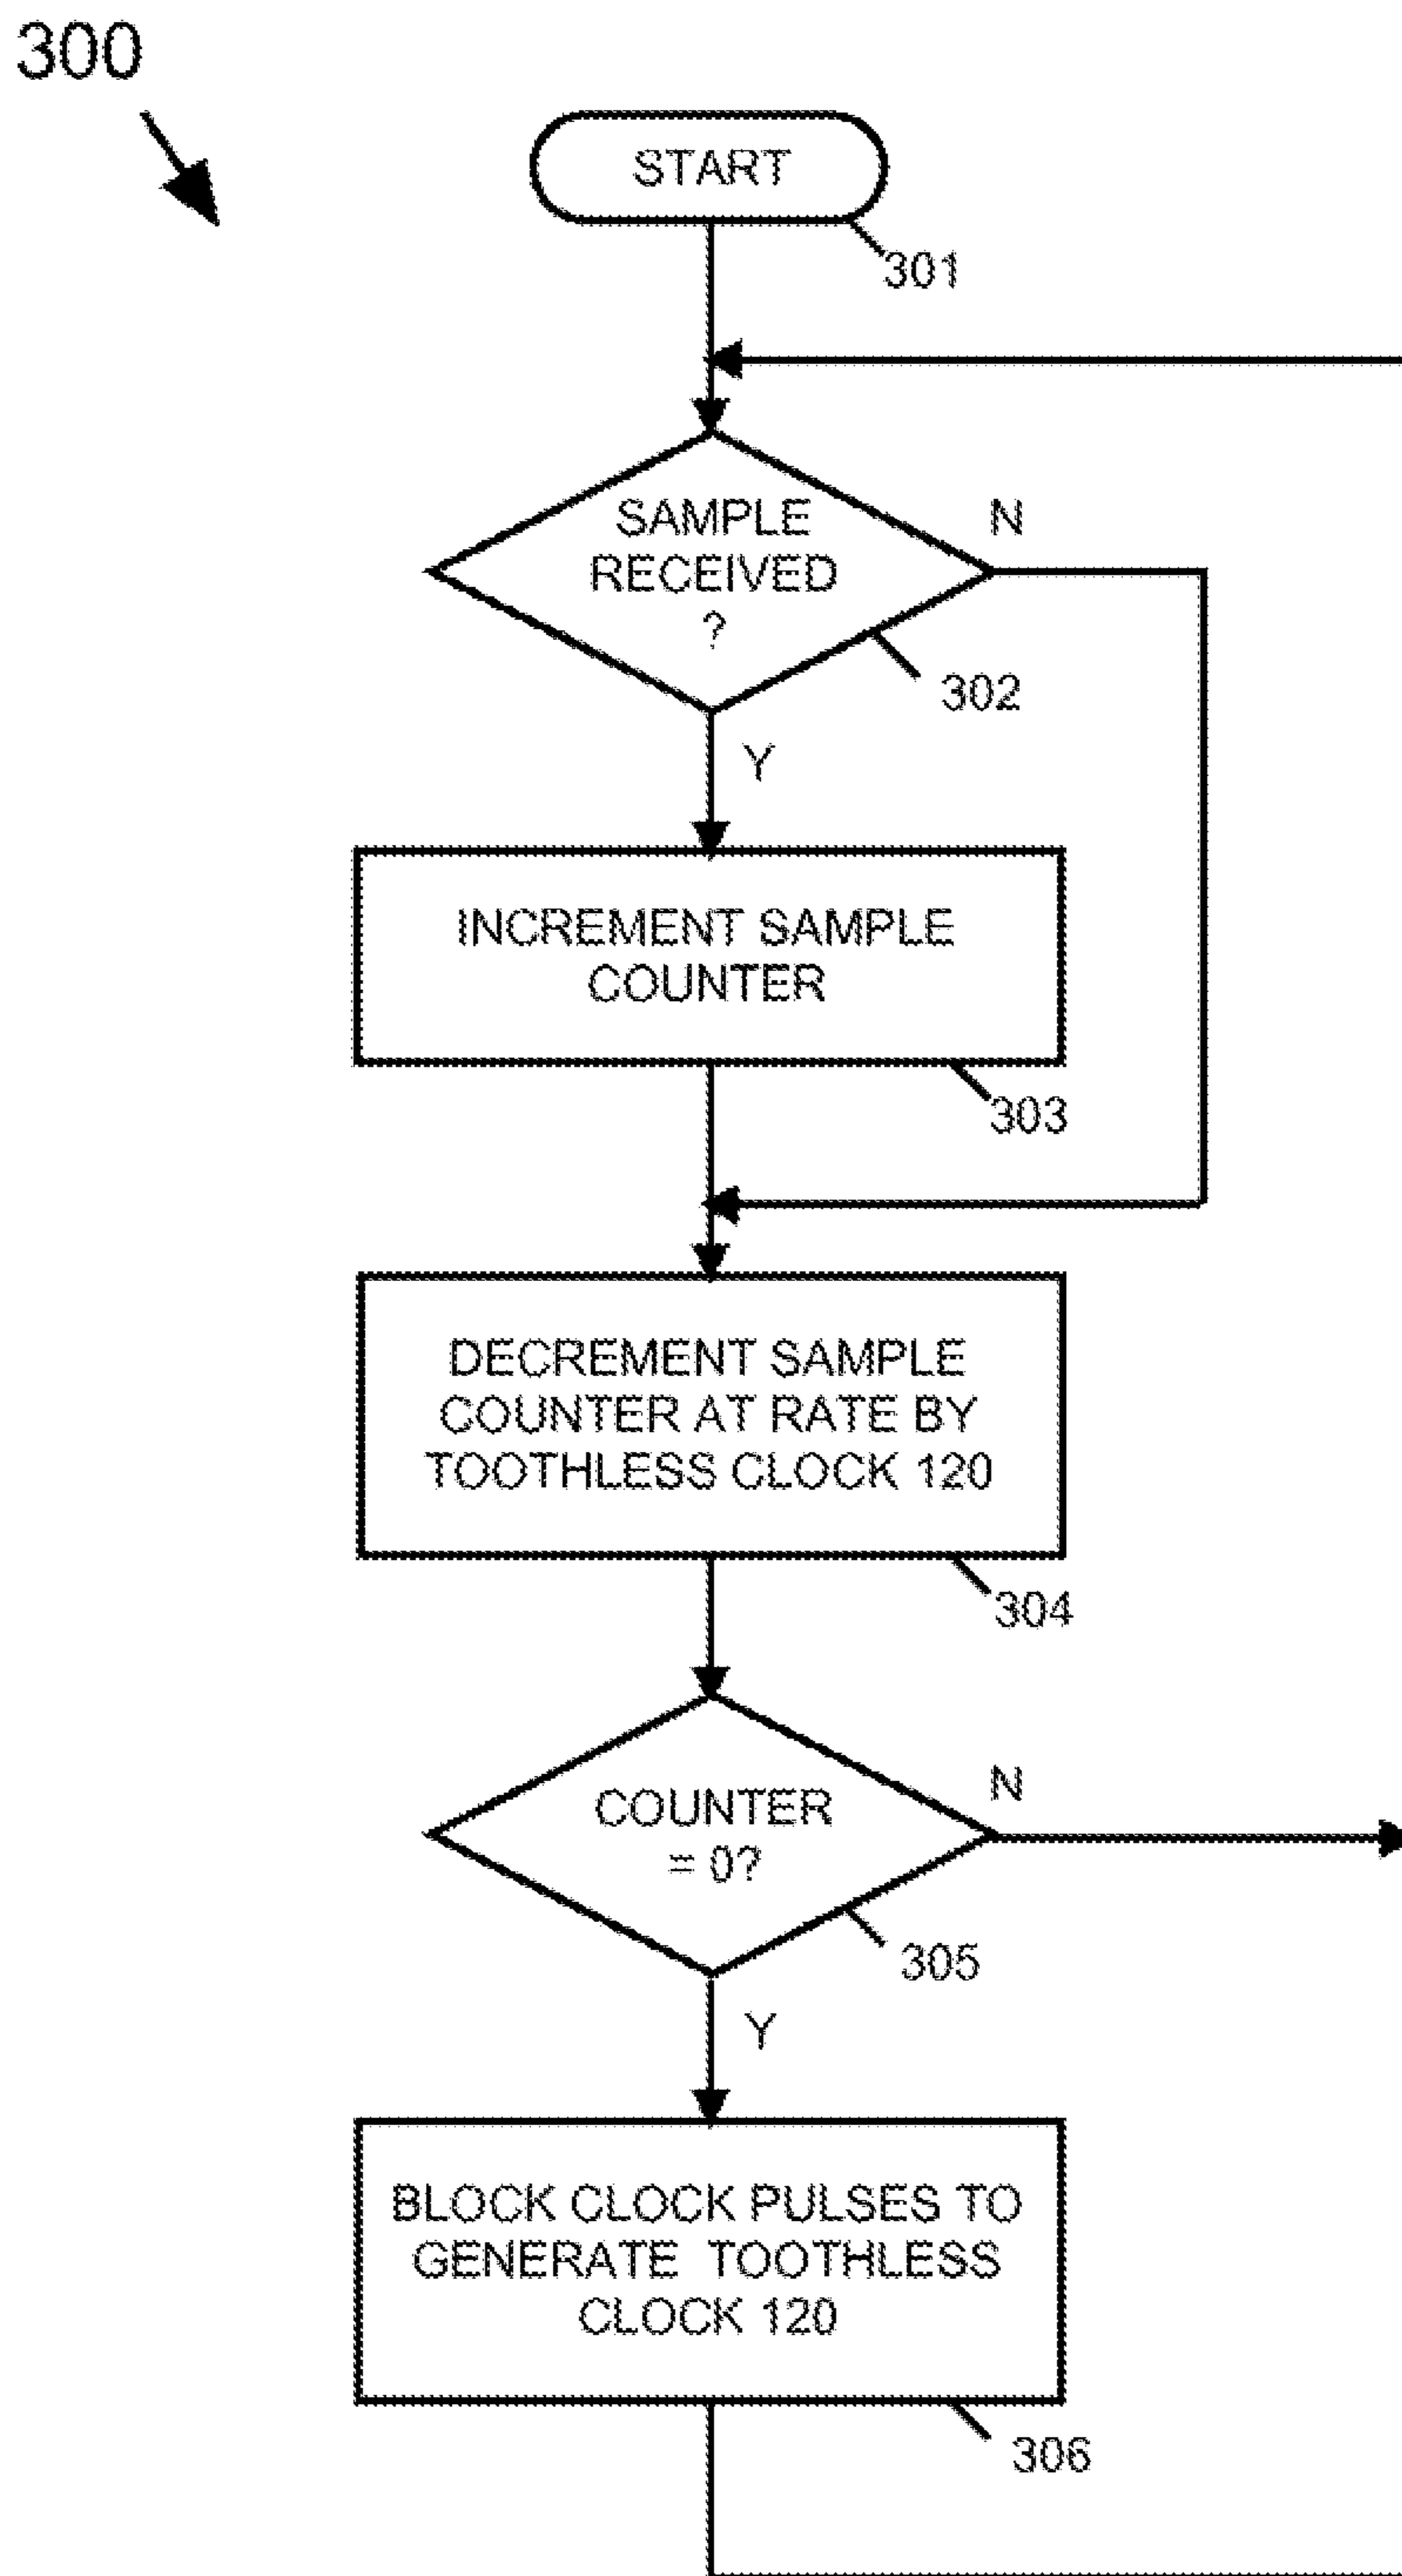 300
START
301
SAMPLE
RECEIVED
?
N
302
Y
INCREMENT SAMPLE
COUNTER
303
DECREMENT SAMPLE
COUNTER AT RATE BY
TOOTHLESS CLOCK 120
304
COUNTER
= 0?
N
305
Y
BLOCK CLOCK PULSES TO
GENERATE TOOTHLESS
CLOCK 120
306